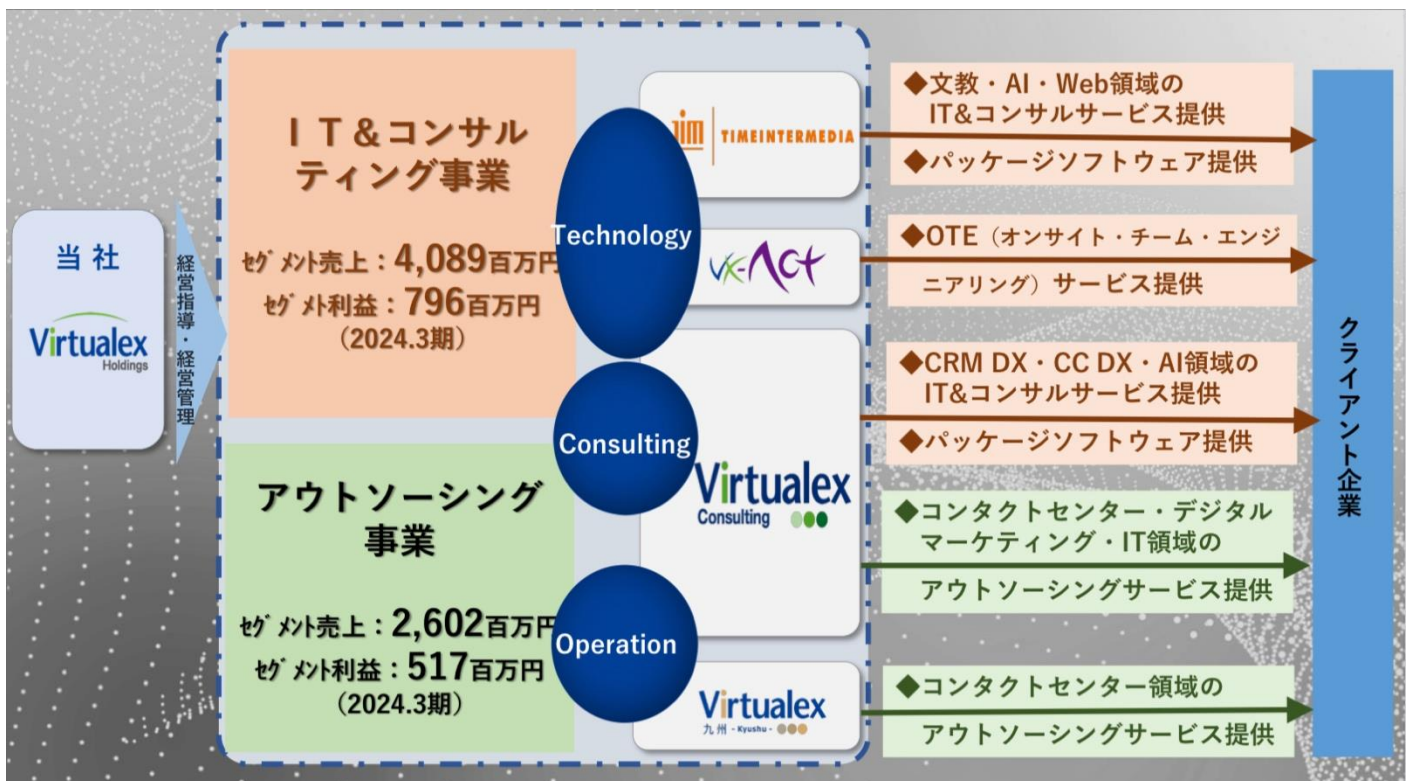 当社
Virtualex
Holdings
経営指導・経営管理
IT&コンサル
ティング事業
セグメント売上:4,089百万円
セグメト利益:796百万円
(2024.3期)
アウトソーシング
事業
セグメント売上:2,602百万円
セグメント利益:517百万円
(2024.3期)
Technology
Consulting
Operation
TIMEINTERMEDIA
vx-Act
Virtualex
Consulting
Virtualex
九州 - Kyushu -
◆文教・AI・Web領域の
IT&コンサルサービス提供
◆パッケージソフトウェア提供
◆OTE(オンサイト・チーム・エンジ
ニアリング)サービス提供
◆CRM DX・CC DX・AI領域の
IT&コンサルサービス提供
◆パッケージソフトウェア提供
◆コンタクトセンター・デジタル
マーケティング・IT領域の
アウトソーシングサービス提供
◆コンタクトセンター領域の
アウトソーシングサービス提供
クライアント企業